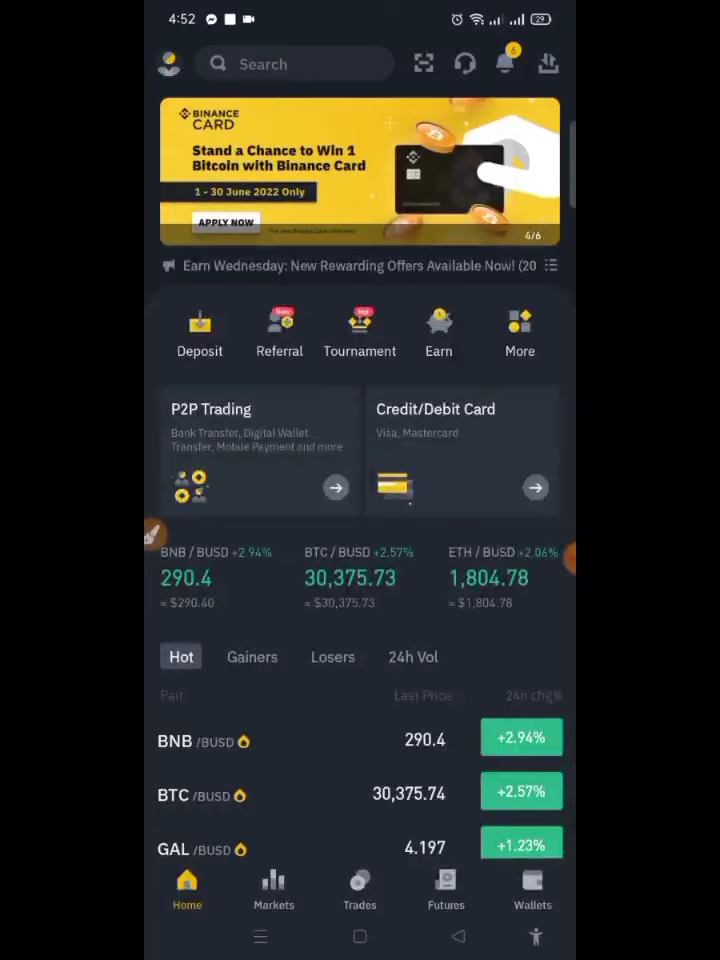 4:52
29
Search
6
BINANCE
CARD
Stand a Chance to Win 1
Bitcoin with Binance Card
1 - 30 June 2022 Only
APPLY NOW
4/6
Earn Wednesday: New Rewarding Offers Available Now! (20
Hot
Deposit
Referral
Tournament
Earn
More
P2P Trading
Bank Transfer, Digital Wallet
Transfer, Mobile Payment and more
Credit/Debit Card
Visa, Mastercard
BNB / BUSD +2.94%
290.4
≈ $290.40
BTC / BUSD +2.57%
30,375.73
≈ $30,375.73
ETH / BUSD +2.06%
1,804.78
≈ $1,804.78
Hot
Gainers
Losers
24h Vol
Pair
Last Price
24h chg%
BNB /BUSD
290.4
+2.94%
BTC /BUSD
30,375.74
+2.57%
GAL /BUSD
4.197
+1.23%
Home
Markets
Trades
Futures
Wallets